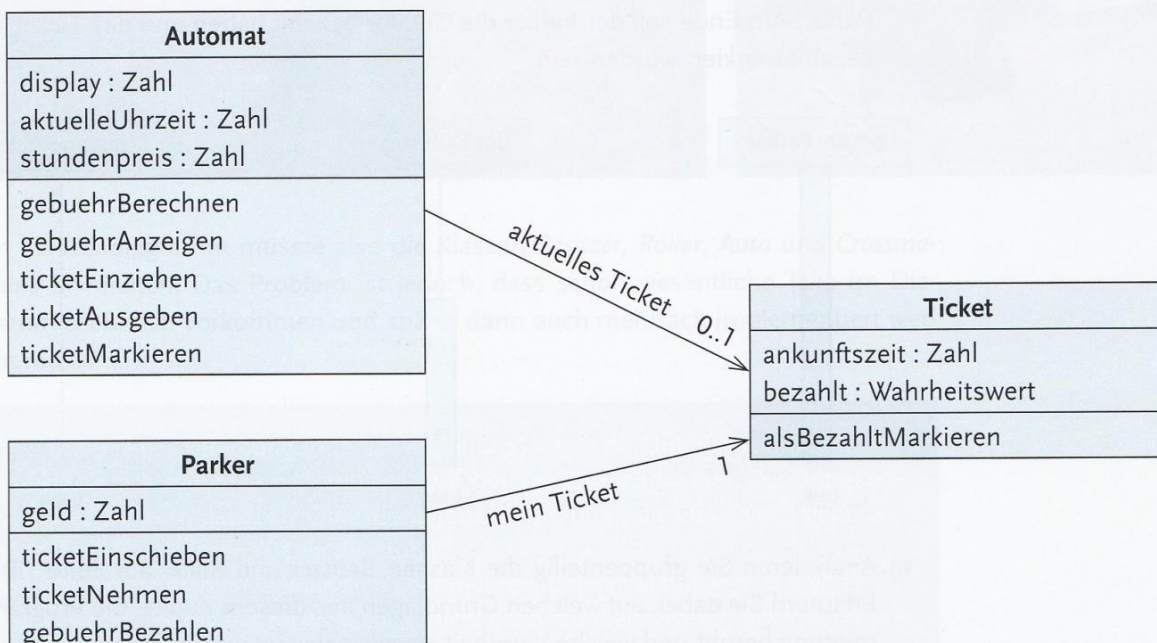 Automat
display : Zahl
aktuelleUhrzeit : Zahl
stundenpreis : Zahl
gebuehrBerechnen
gebuehrAnzeigen
ticketEinziehen
ticketAusgeben
ticketMarkieren
aktuelles Ticket 0..1
Ticket
ankunftszeit : Zahl
bezahlt : Wahrheitswert
alsBezahltMarkieren
Parker
geld : Zahl
ticketEinschieben
ticketNehmen
gebuehrBezahlen
mein Ticket 1